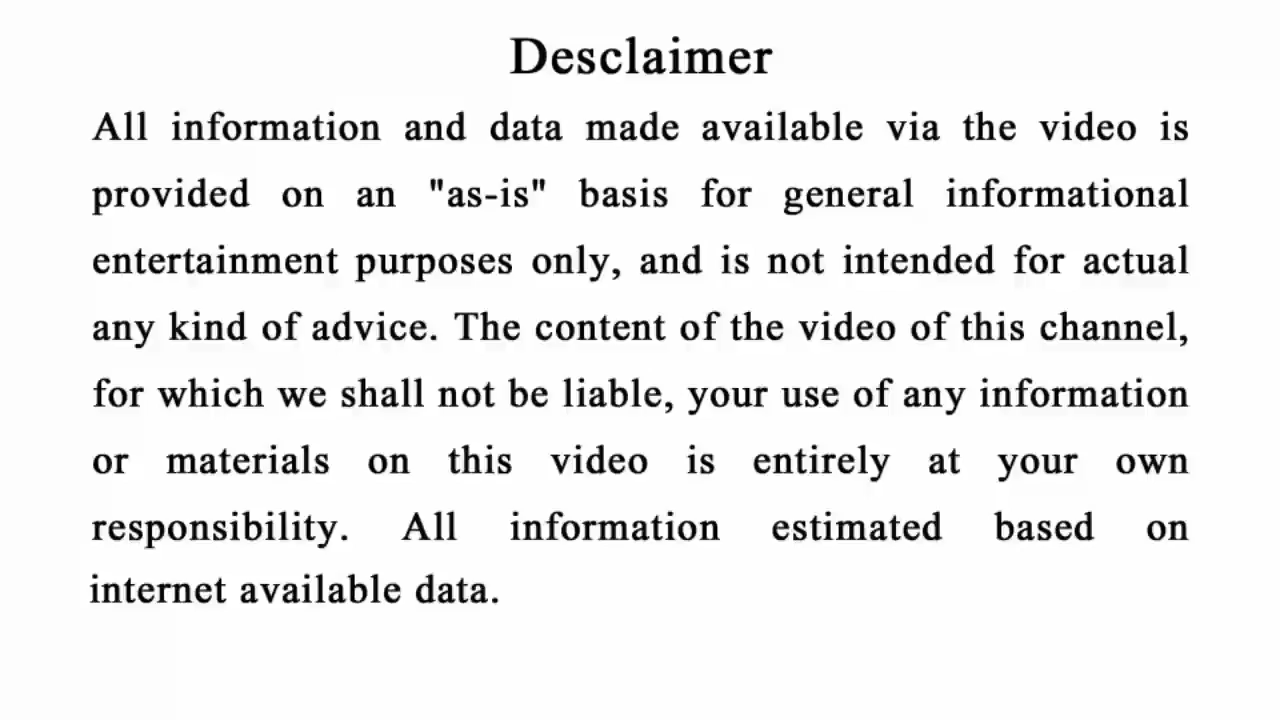 Desclaimer
All information and data made available via the video is
provided on an "as-is" basis for general informational
entertainment purposes only, and is not intended for actual
any kind of advice. The content of the video of this channel,
for which we shall not be liable, your use of any information
or materials on this video is entirely at your own
responsibility. All information estimated based on
internet available data.